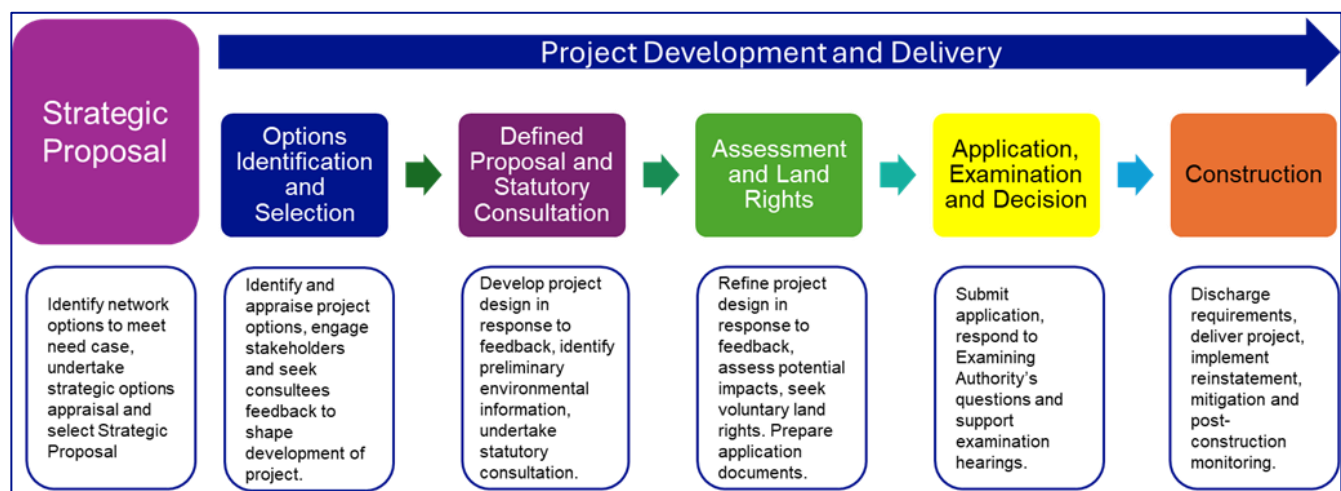 Project Development and Delivery
Strategic
Proposal
Options
Identification
and
Selection
Defined
Proposal and
Statutory
Consultation
Assessment
and Land
Rights
Application,
Examination
and Decision
Construction
Identify network
options to meet
need case,
undertake
strategic options
appraisal and
select Strategic
Proposal
Identify and
appraise project
options, engage
stakeholders
and seek
consultees
feedback to
shape
development of
project.
Develop project
design in
response to
feedback, identify
preliminary
environmental
information,
undertake
statutory
consultation.
Refine project
design in
response to
feedback,
assess potential
impacts, seek
voluntary land
rights. Prepare
application
documents.
Submit
application,
respond to
Examining
Authority’s
questions and
support
examination
hearings.
Discharge
requirements,
deliver project,
implement
reinstatement,
mitigation and
post-
construction
monitoring.